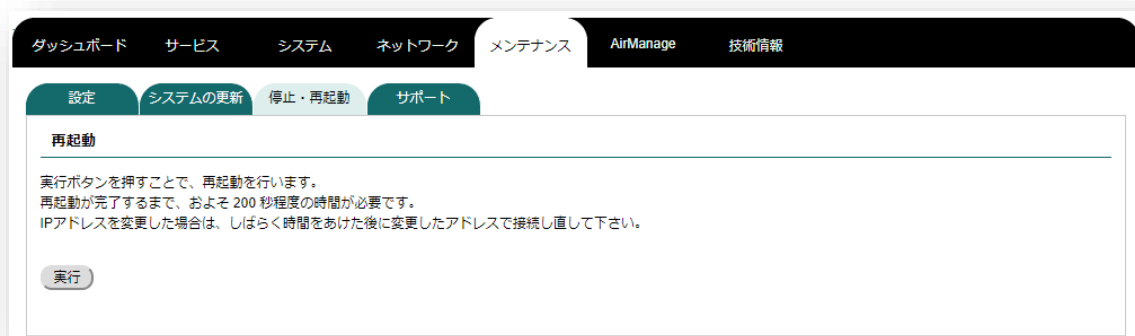 ダッシュボード サービス システム ネットワーク メンテナンス AirManage 技術情報
設定 システムの更新 停止・再起動 サポート
再起動
実行ボタンを押すことで、再起動を行います。
再起動が完了するまで、およそ 200 秒程度の時間が必要です。
IPアドレスを変更した場合は、しばらく時間をあけた後に変更したアドレスで接続し直して下さい。
実行